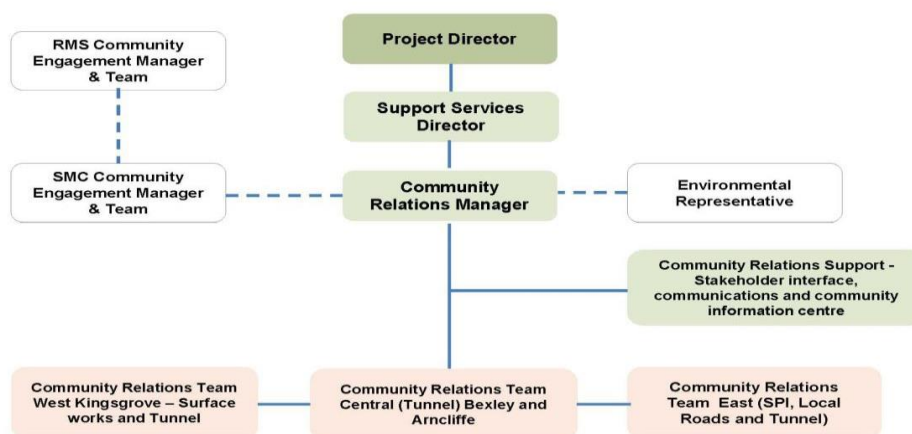 RMS Community
Engagement Manager
& Team
Project Director
Support Services
Director
SMC Community
Engagement Manager
& Team
Community
Relations Manager
Environmental
Representative
Community Relations Support -
Stakeholder interface,
communications and community
information centre
Community Relations Team
West Kingsgrove – Surface
works and Tunnel
Community Relations Team
Central (Tunnel) Bexley and
Arncliffe
Community Relations
Team East (SPI, Local
Roads and Tunnel)